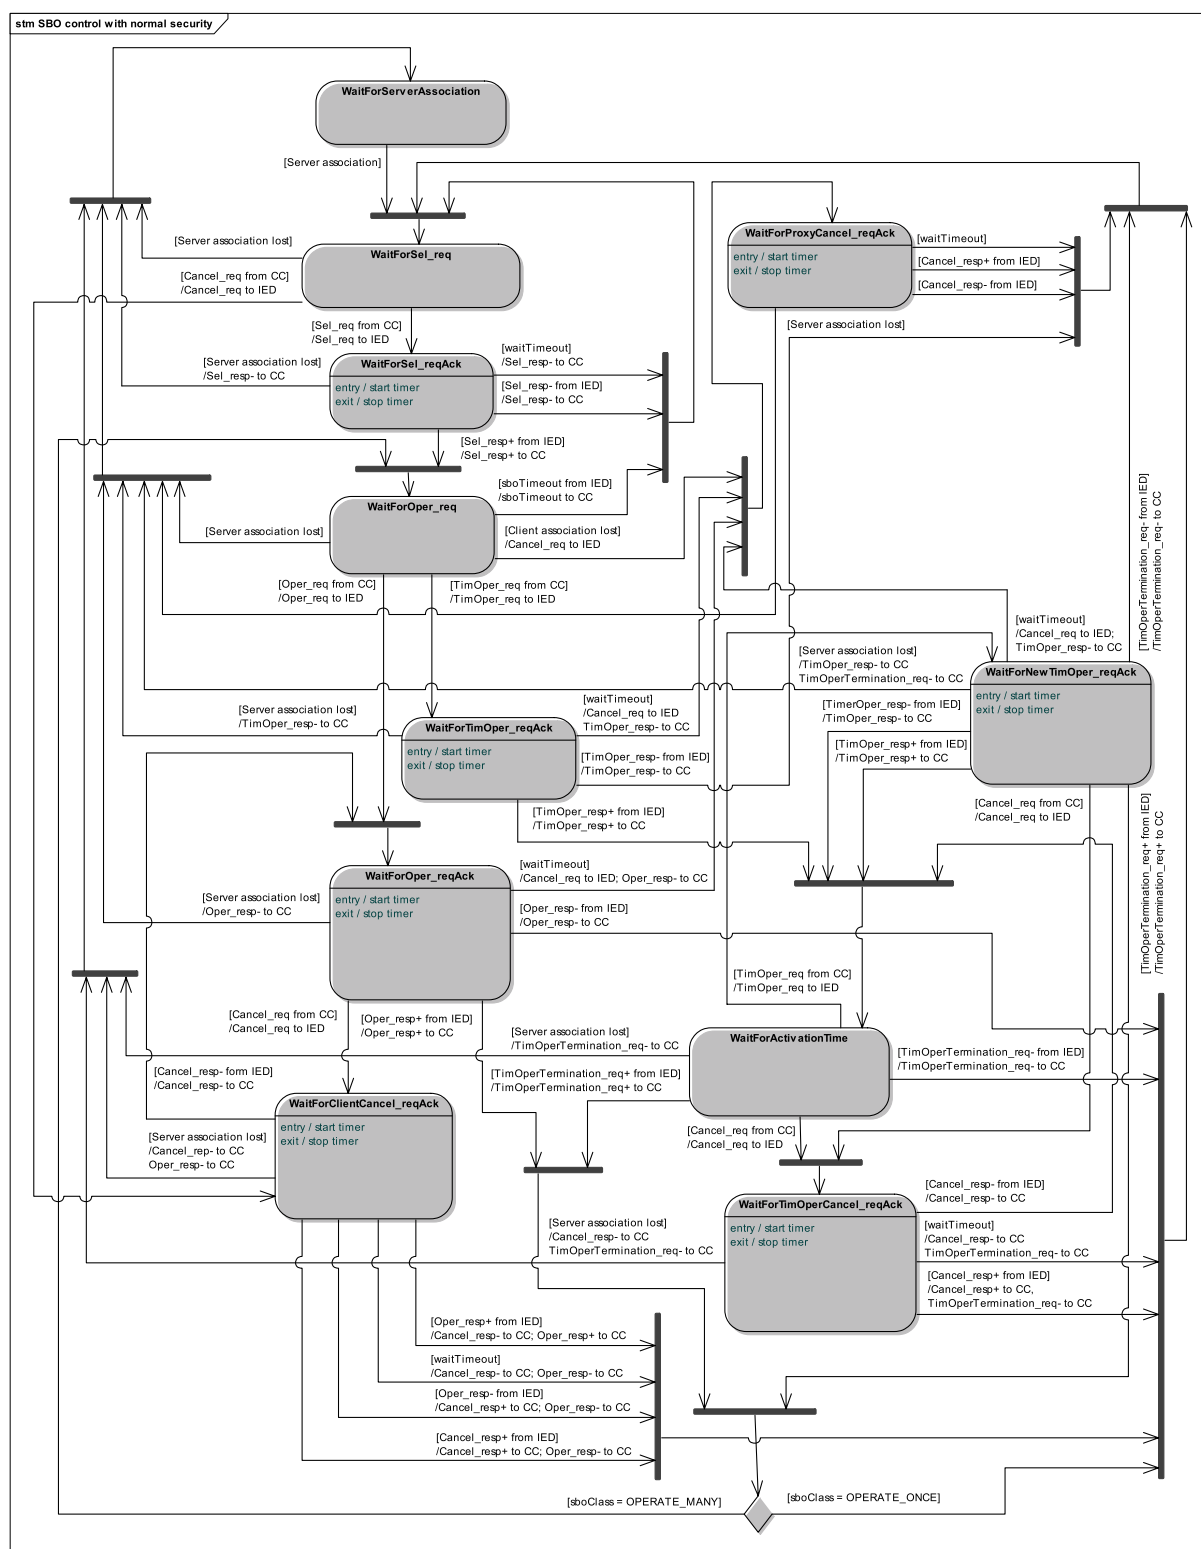 stm SBO control with normal security
WaitForServerAssociation
[Server association]
[Server association lost]
WaitForSel_req
[Cancel_req from CC]
/Cancel_req to IED
WaitForProxyCancel_reqAck
entry / start timer
exit / stop timer
[waitTimeout]
[Cancel_resp+ from IED]
[Cancel_resp- from IED]
[Server association lost]
[Sel_req from CC]
/Sel_req to IED
[Server association lost]
/Sel_resp- to CC
WaitForSel_reqAck
entry / start timer
exit / stop timer
[waitTimeout]
/Sel_resp- to CC
[Sel_resp- from IED]
/Sel_resp- to CC
[Sel_resp+ from IED]
/Sel_resp+ to CC
[sboTimeout from IED]
/sboTimeout to CC
WaitForOper_req
[Server association lost]
[Client association lost]
/Cancel_req to IED
[Oper_req from CC]
/Oper_req to IED
[TimOper_req from CC]
/TimOper_req to IED
[TimOperTermination_req- from IED]
/TimOperTermination_req- to CC
[waitTimeout]
/Cancel_req to IED;
TimOper_resp- to CC
[Server association lost]
/TimOper_resp- to CC
TimOperTermination_req- to CC
WaitForNewTimOper_reqAck
entry / start timer
exit / stop timer
[Server association lost]
/TimOper_resp- to CC
[waitTimeout]
/Cancel_req to IED
TimOper_resp- to CC
[TimerOper_resp- from IED]
/TimOper_resp- to CC
WaitForTimOper_reqAck
entry / start timer
exit / stop timer
[TimOper_resp- from IED]
/TimOper_resp- to CC
[TimOper_resp+ from IED]
/TimOper_resp+ to CC
[TimOper_resp+ from IED]
/TimOper_resp+ to CC
[Cancel_req from CC]
/Cancel_req to IED
[TimOperTermination_req+ from IED]
/TimOperTermination_req+ to CC
WaitForOper_reqAck
entry / start timer
exit / stop timer
[Server association lost]
/Oper_resp- to CC
[waitTimeout]
/Cancel_req to IED; Oper_resp- to CC
[Oper_resp- from IED]
/Oper_resp- to CC
[TimOper_req from CC]
/TimOper_req to IED
[Cancel_req from CC]
/Cancel_req to IED
[Oper_resp+ from IED]
/Oper_resp+ to CC
[Server association lost]
/TimOperTermination_req- to CC
WaitForActivationTime
[TimOperTermination_req- from IED]
/TimOperTermination_req- to CC
[Cancel_resp- form IED]
/Cancel_resp- to CC
[TimOperTermination_req+ from IED]
/TimOperTermination_req+ to CC
WaitForClientCancel_reqAck
entry / start timer
exit / stop timer
[Server association lost]
/Cancel_rep- to CC
Oper_resp- to CC
[Cancel_req from CC]
/Cancel_req to IED
WaitForTimOperCancel_reqAck
entry / start timer
exit / stop timer
[Cancel_resp- from IED]
/Cancel_resp- to CC
[Server association lost]
/Cancel_resp- to CC
TimOperTermination_req- to CC
[waitTimeout]
/Cancel_resp- to CC
TimOperTermination_req- to CC
[Cancel_resp+ from IED]
/Cancel_resp+ to CC,
TimOperTermination_req- to CC
[Oper_resp+ from IED]
/Cancel_resp- to CC; Oper_resp+ to CC
[waitTimeout]
/Cancel_resp- to CC; Oper_resp- to CC
[Oper_resp- from IED]
/Cancel_resp+ to CC; Oper_resp- to CC
[Cancel_resp+ from IED]
/Cancel_resp+ to CC; Oper_resp- to CC
[sboClass = OPERATE_MANY]
[sboClass = OPERATE_ONCE]